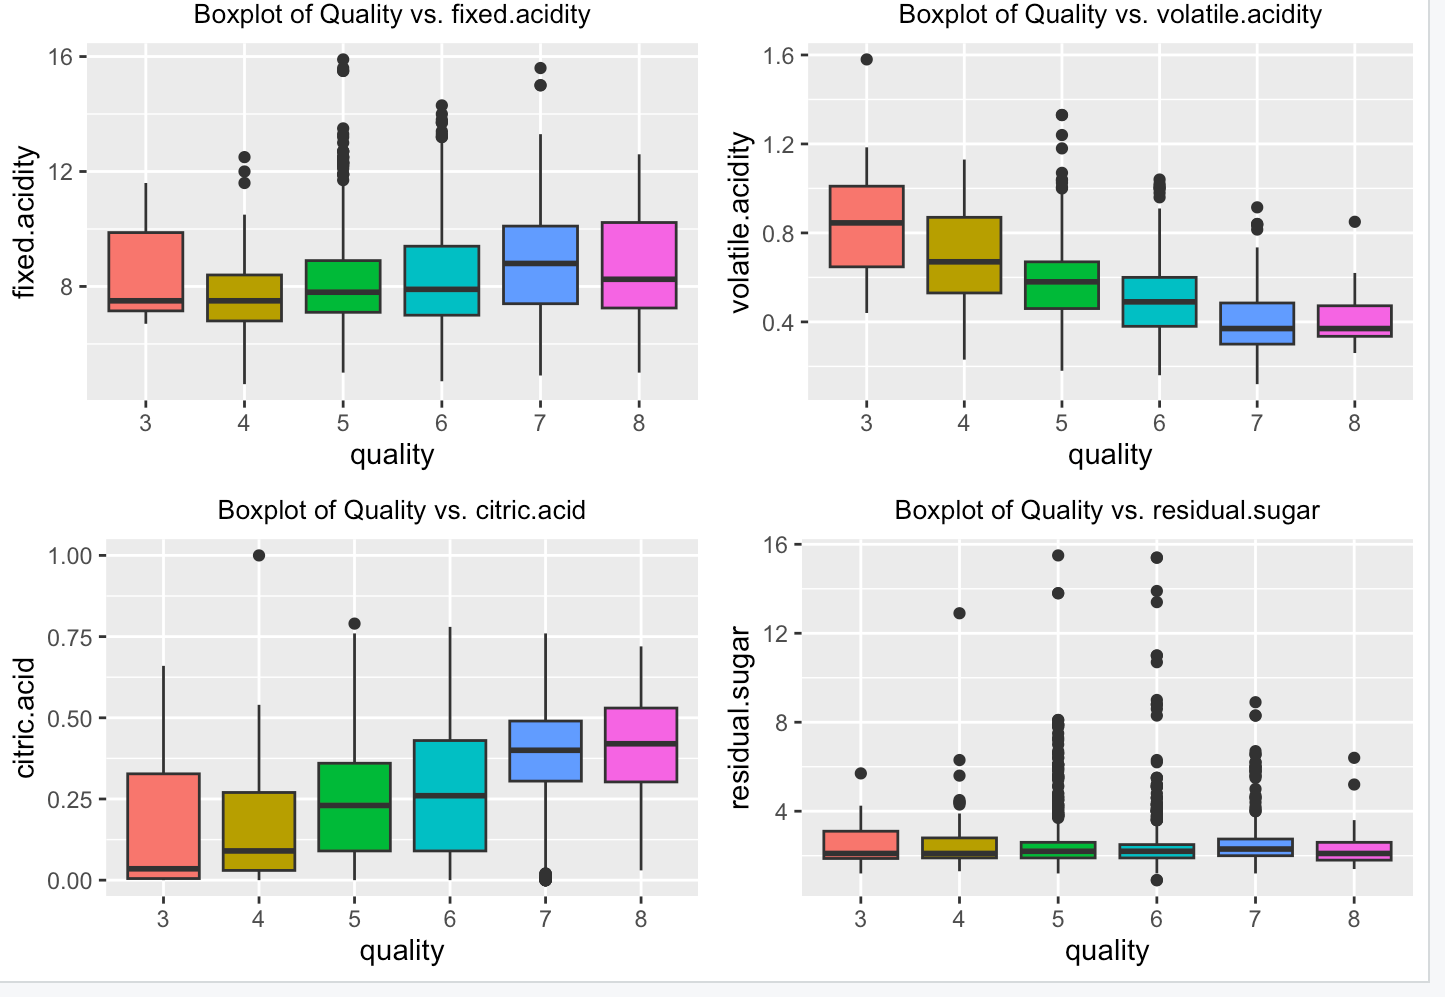 Boxplot of Quality vs. fixed.acidity
16
12
8
fixed.acidity
3 4 5 6 7 8
quality
Boxplot of Quality vs. volatile.acidity
1.6
1.2
0.8
0.4
volatile.acidity
3 4 5 6 7 8
quality
Boxplot of Quality vs. citric.acid
1.00
0.75
0.50
0.25
0.00
citric.acid
3 4 5 6 7 8
quality
Boxplot of Quality vs. residual.sugar
16
12
8
4
residual.sugar
3 4 5 6 7 8
quality